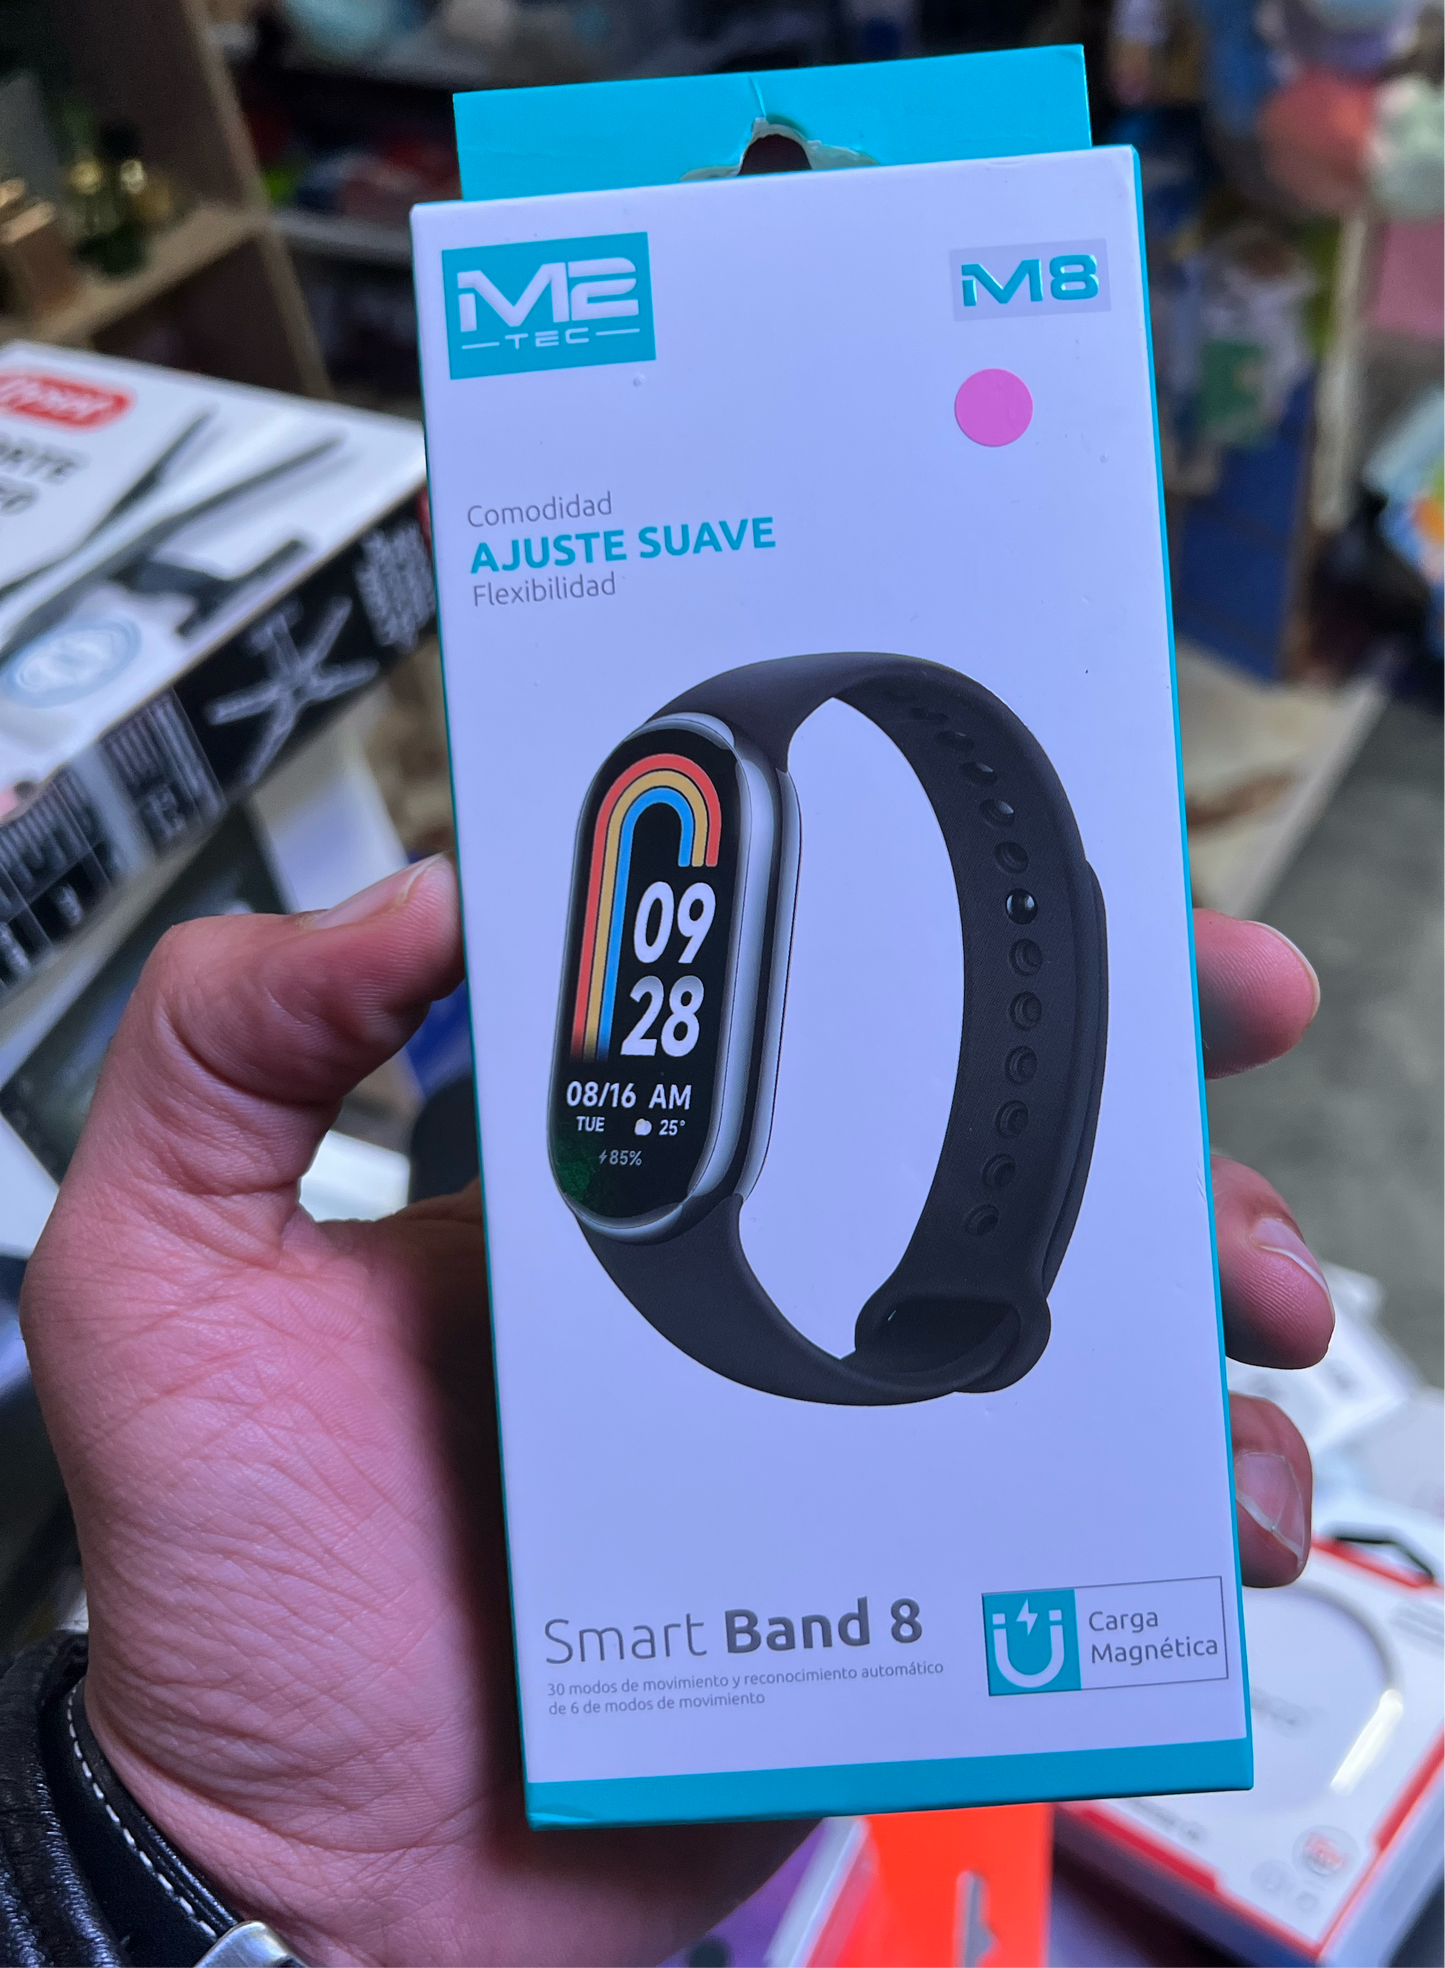 M2
TEC
M8
Comodidad
AJUSTE SUAVE
Flexibilidad
09
28
08/16 AM
TUE 25°
85%
Smart Band 8
30 modos de movimiento y reconocimiento automático
de 6 de modos de movimiento
Carga
Magnética